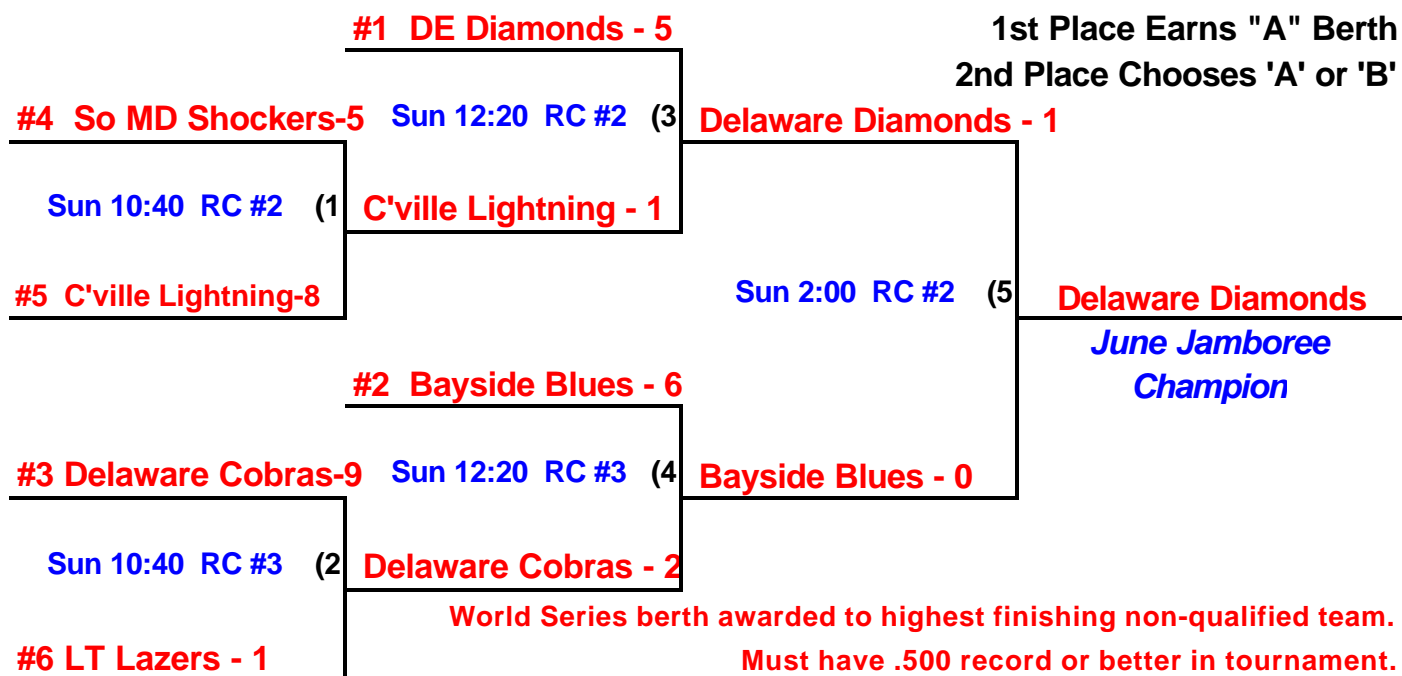 #1 DE Diamonds - 5
1st Place Earns "A" Berth
2nd Place Chooses 'A' or 'B'
#4 So MD Shockers-5
Sun 12:20 RC #2 (3
Delaware Diamonds - 1
Sun 10:40 RC #2 (1
C'ville Lightning - 1
#5 C'ville Lightning-8
Sun 2:00 RC #2 (5
Delaware Diamonds
June Jamboree
Champion
#2 Bayside Blues - 6
#3 Delaware Cobras-9
Sun 12:20 RC #3 (4
Bayside Blues - 0
Sun 10:40 RC #3 (2
Delaware Cobras - 2
World Series berth awarded to highest finishing non-qualified team.
#6 LT Lazers - 1
Must have .500 record or better in tournament.